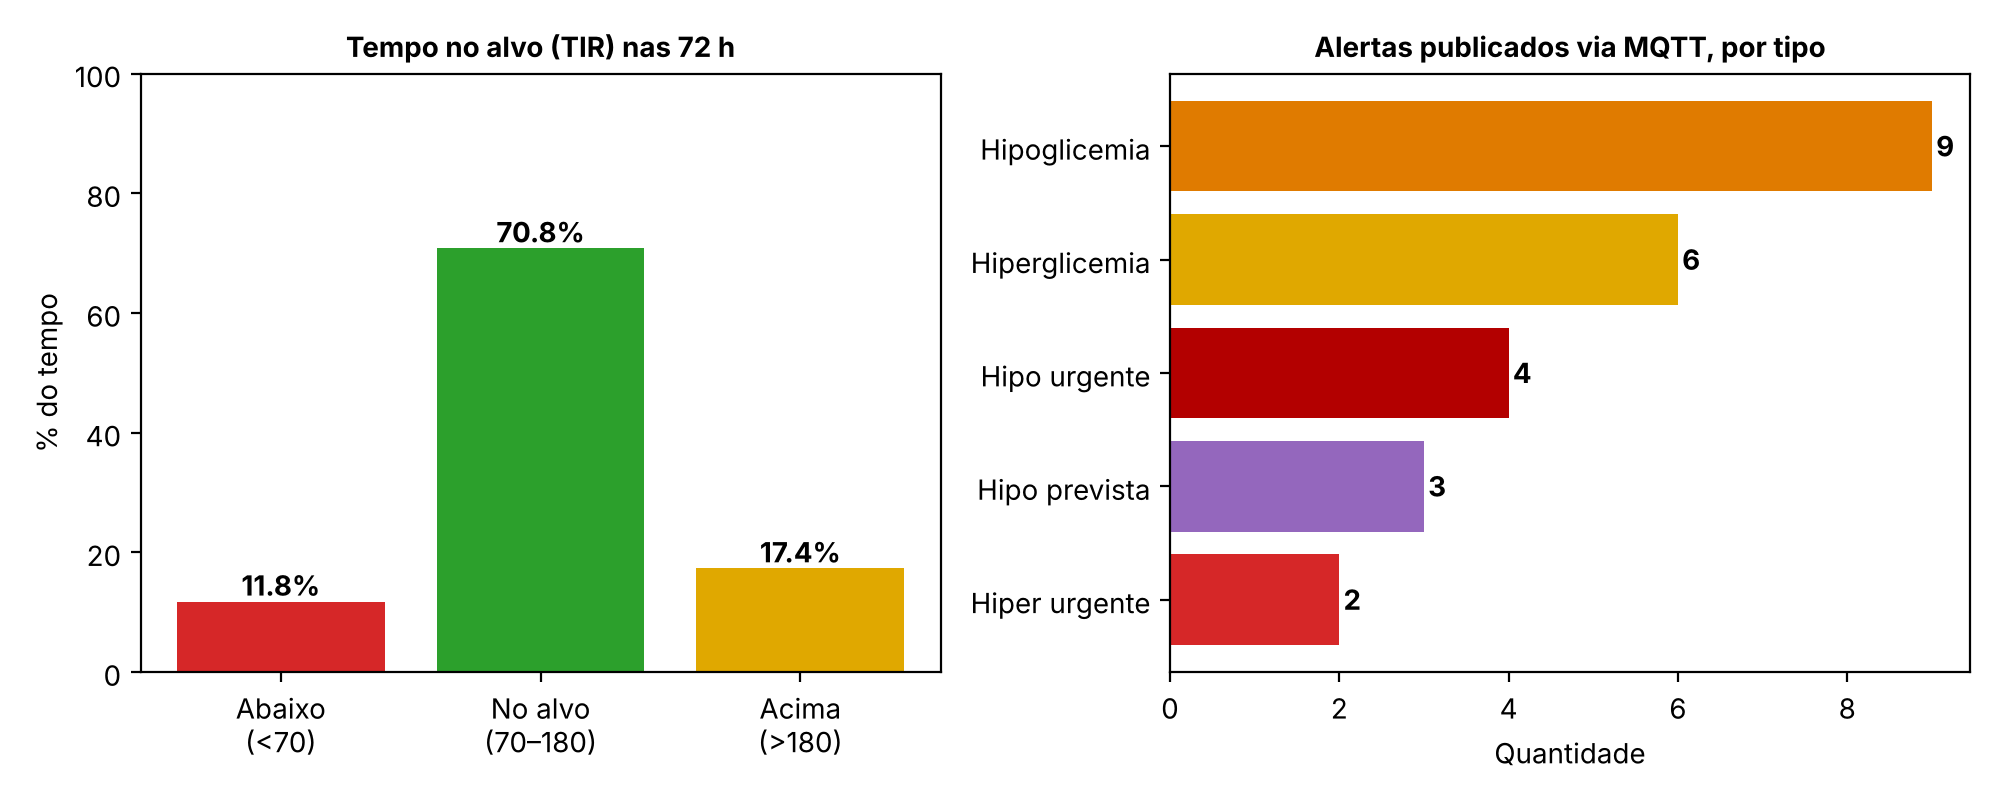 Tempo no alvo (TIR) nas 72 h
% do tempo
100
80
60
40
20
0
11.8%
70.8%
17.4%
Abaixo
(<70)
No alvo
(70–180)
Acima
(>180)
Alertas publicados via MQTT, por tipo
Hipoglicemia
9
Hiperglicemia
6
Hipo urgente
4
Hipo prevista
3
Hiper urgente
2
0
2
4
6
8
Quantidade